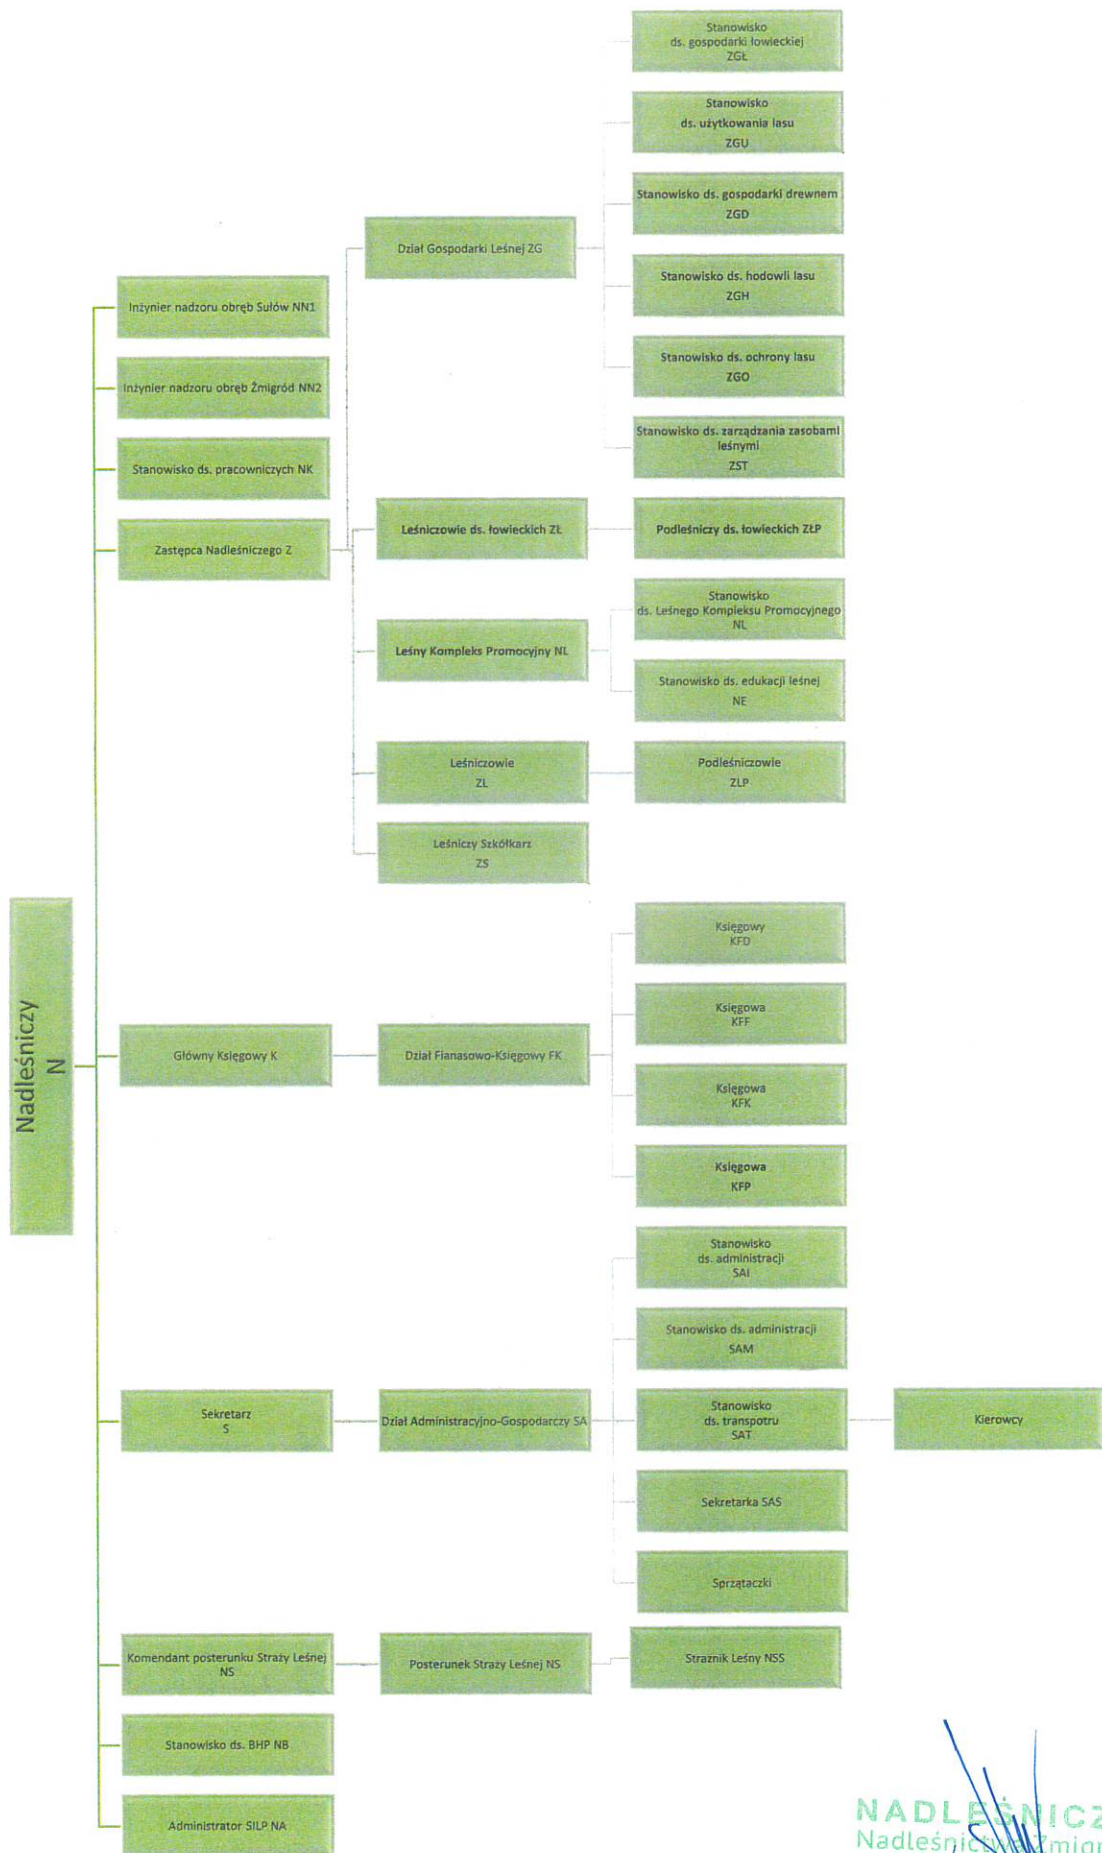 Nadleśniczy
N
Inżynier nadzoru obręb Sułów NN1
Inżynier nadzoru obręb Żmigród NN2
Stanowisko ds. pracowniczych NK
Zastępca Nadleśniczego Z
Dział Gospodarki Leśnej ZG
Stanowisko
ds. gospodarki łowieckiej
ZGŁ
Stanowisko
ds. użytkowania lasu
ZGU
Stanowisko ds. gospodarki drewnem
ZGD
Stanowisko ds. hodowli lasu
ZGH
Stanowisko ds. ochrony lasu
ZGO
Stanowisko ds. zarządzania zasobami
leśnymi
ZST
Leśniczowie ds. łowieckich ZŁ
Podleśniczy ds. łowieckich ZŁP
Leśny Kompleks Promocyjny NL
Stanowisko
ds. Leśnego Kompleksu Promocyjnego
NL
Stanowisko ds. edukacji leśnej
NE
Leśniczowie
ZL
Podleśniczowie
ZLP
Leśniczy Szkółkarz
ZS
Główny Księgowy K
Dział Fianasowo-Księgowy FK
Księgowy
KFD
Księgowa
KFF
Księgowa
KFK
Księgowa
KFP
Sekretarz
S
Dział Administracyjno-Gospodarczy SA
Stanowisko
ds. administracji
SAI
Stanowisko ds. administracji
SAM
Stanowisko
ds. transpotru
SAT
Kierowcy
Sekretarka SAS
Sprzątaczki
Komendant posterunku Straży Leśnej
NS
Posterunek Straży Leśnej NS
Strażnik Leśny NSS
Stanowisko ds. BHP NB
Administrator SILP NA
NADLEŚNICZ
Nadleśnictwa Żmigr